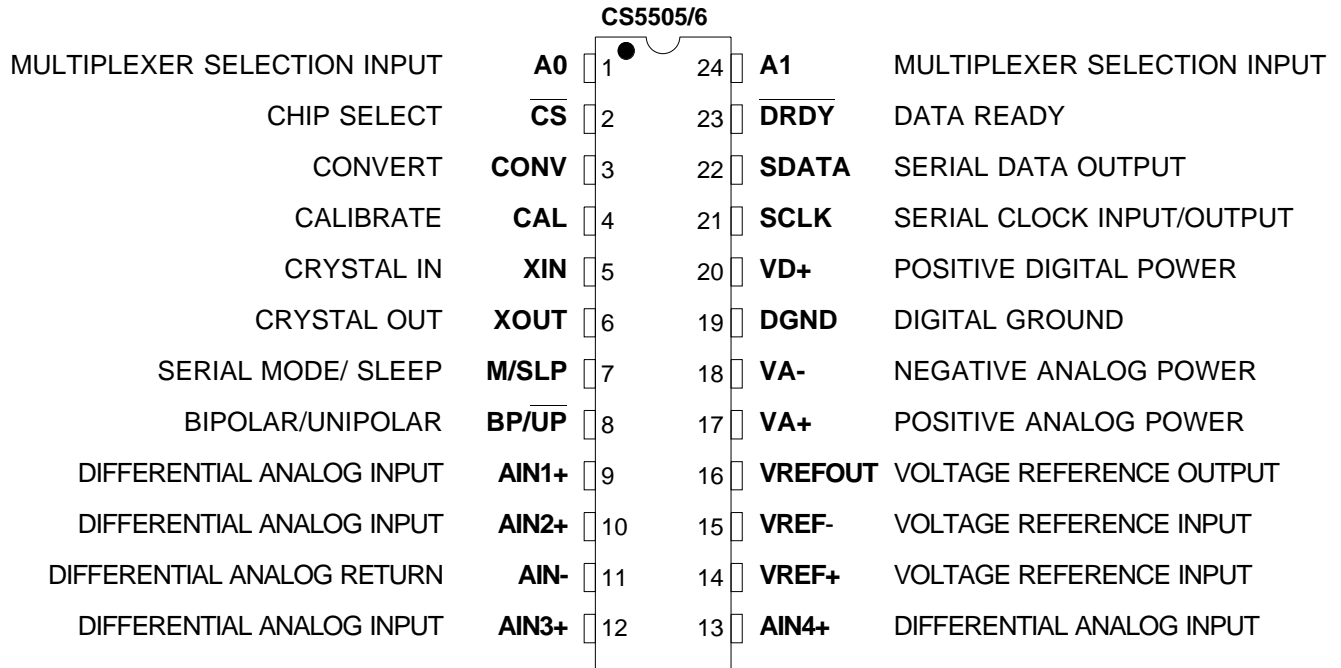 CS5505/6
MULTIPLEXER SELECTION INPUT A0 1 24 A1 MULTIPLEXER SELECTION INPUT
CHIP SELECT C̅S̅ 2 23 D̅R̅D̅Y̅ DATA READY
CONVERT CONV 3 22 SDATA SERIAL DATA OUTPUT
CALIBRATE CAL 4 21 SCLK SERIAL CLOCK INPUT/OUTPUT
CRYSTAL IN XIN 5 20 VD+ POSITIVE DIGITAL POWER
CRYSTAL OUT XOUT 6 19 DGND DIGITAL GROUND
SERIAL MODE/ SLEEP M/SLP 7 18 VA- NEGATIVE ANALOG POWER
BIPOLAR/UNIPOLAR BP/U̅P̅ 8 17 VA+ POSITIVE ANALOG POWER
DIFFERENTIAL ANALOG INPUT AIN1+ 9 16 VREFOUT VOLTAGE REFERENCE OUTPUT
DIFFERENTIAL ANALOG INPUT AIN2+ 10 15 VREF- VOLTAGE REFERENCE INPUT
DIFFERENTIAL ANALOG RETURN AIN- 11 14 VREF+ VOLTAGE REFERENCE INPUT
DIFFERENTIAL ANALOG INPUT AIN3+ 12 13 AIN4+ DIFFERENTIAL ANALOG INPUT